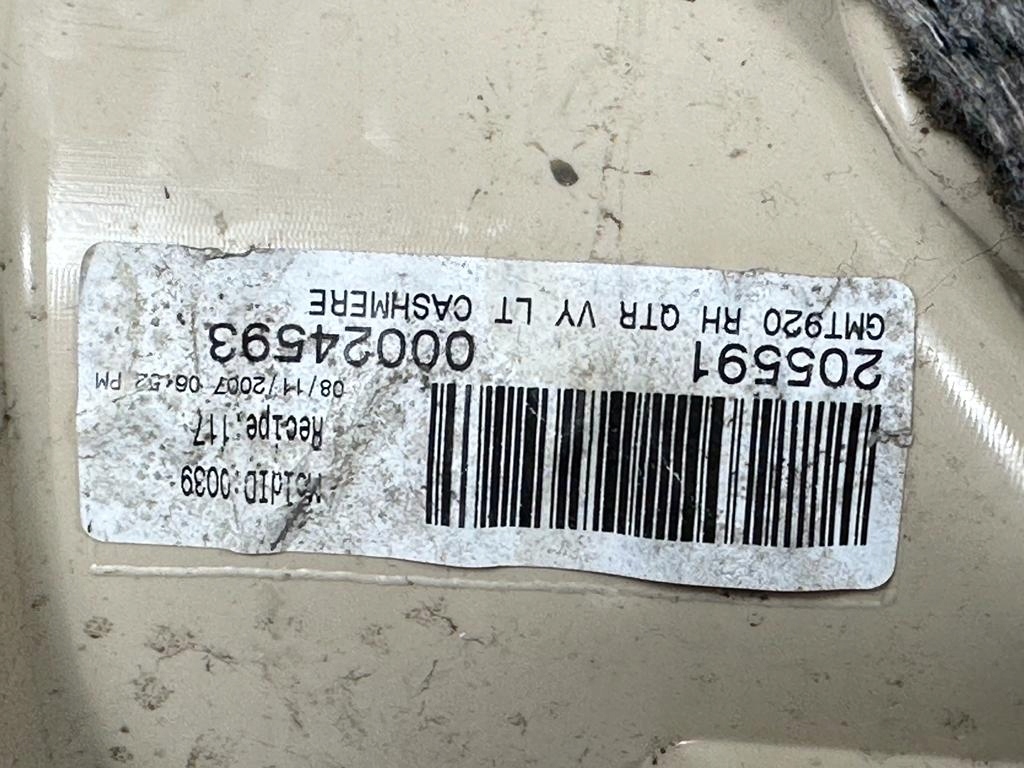 MoldID:0039
Recipe:117
08/11/2007 06:52 PM
205591 00024593
GMT920 RH QTR VY LT CASHMERE